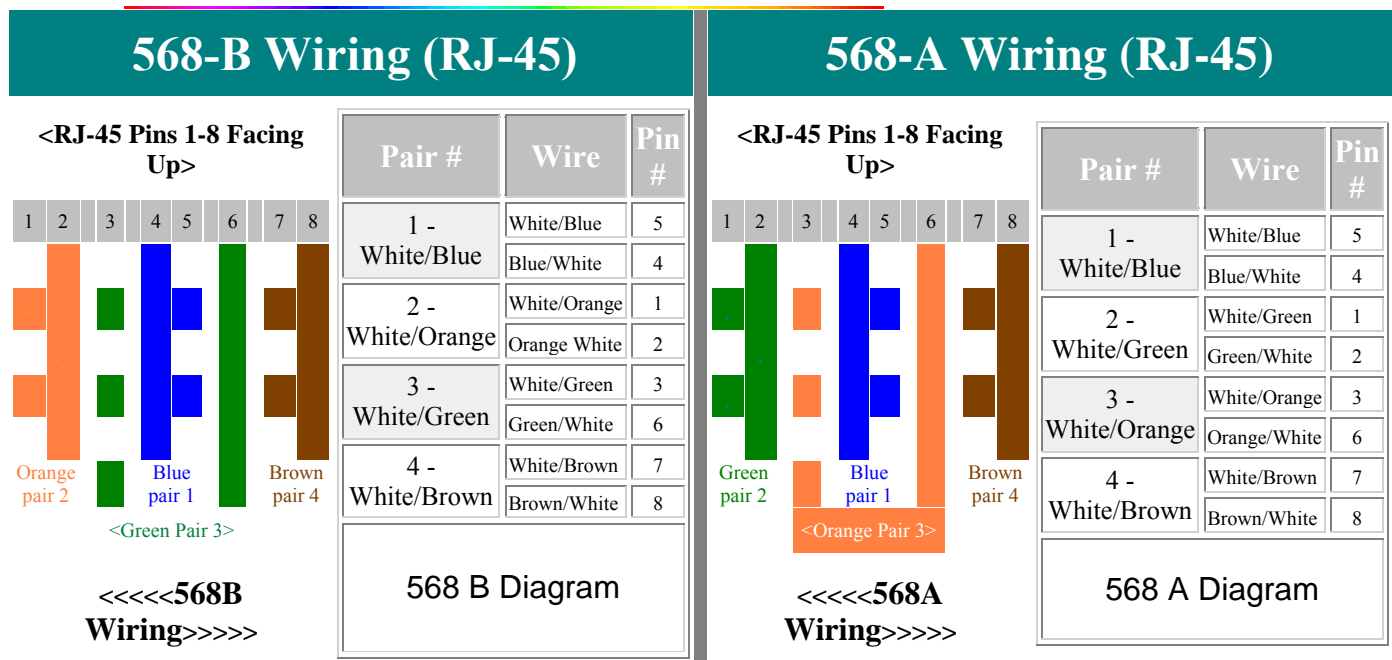 568-B Wiring (RJ-45)
<RJ-45 Pins 1-8 Facing
Up>
1 2 3 4 5 6 7 8
Orange
pair 2
Blue
pair 1
Brown
pair 4
<Green Pair 3>
<<<<<568B
Wiring>>>>>
Pair # Wire Pin
#
1 -
White/Blue
White/Blue 5
Blue/White 4
2 -
White/Orange
White/Orange 1
Orange White 2
3 -
White/Green
White/Green 3
Green/White 6
4 -
White/Brown
White/Brown 7
Brown/White 8
568 B Diagram
568-A Wiring (RJ-45)
<RJ-45 Pins 1-8 Facing
Up>
1 2 3 4 5 6 7 8
Green
pair 2
Blue
pair 1
Brown
pair 4
<Orange Pair 3>
<<<<<568A
Wiring>>>>>
Pair # Wire Pin
#
1 -
White/Blue
White/Blue 5
Blue/White 4
2 -
White/Green
White/Green 1
Green/White 2
3 -
White/Orange
White/Orange 3
Orange/White 6
4 -
White/Brown
White/Brown 7
Brown/White 8
568 A Diagram